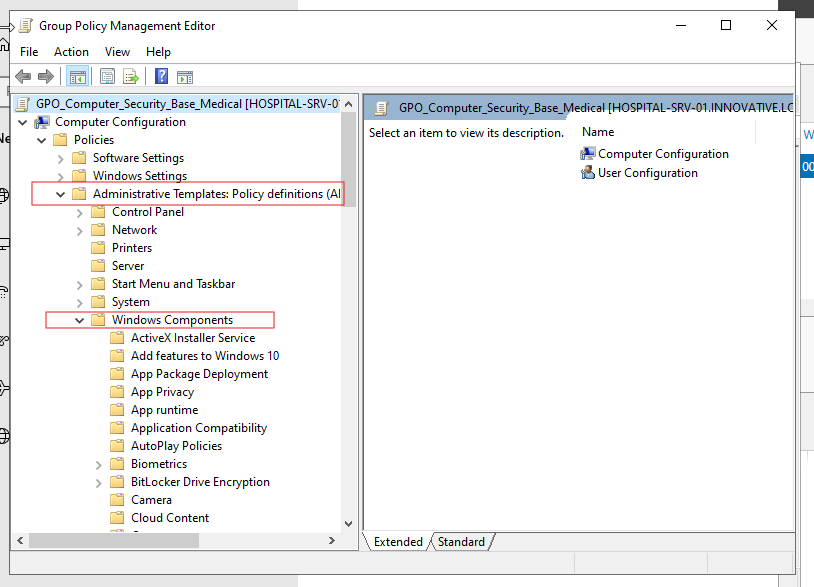 Group Policy Management Editor
File Action View Help
GPO_Computer_Security_Base_Medical [HOSPITAL-SRV-0
Computer Configuration
Policies
Software Settings
Windows Settings
Administrative Templates: Policy definitions (AI
Control Panel
Network
Printers
Server
Start Menu and Taskbar
System
Windows Components
ActiveX Installer Service
Add features to Windows 10
App Package Deployment
App Privacy
App runtime
Application Compatibility
AutoPlay Policies
Biometrics
BitLocker Drive Encryption
Camera
Cloud Content
GPO_Computer_Security_Base_Medical [HOSPITAL-SRV-01.INNOVATIVE.LO
Select an item to view its description.
Name
Computer Configuration
User Configuration
Extended Standard